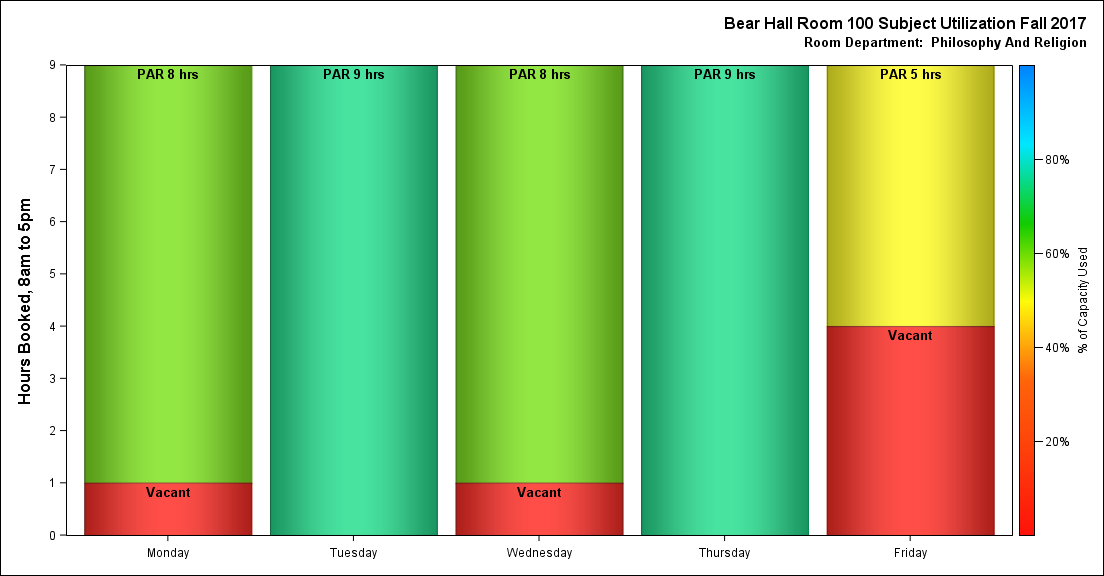 Bear Hall Room 100 Subject Utilization Fall 2017
Room Department:  Philosophy And Religion
Hours Booked, 8am to 5pm
9
8
7
6
5
4
3
2
1
0
PAR 8 hrs
PAR 9 hrs
PAR 8 hrs
PAR 9 hrs
PAR 5 hrs
Vacant
Vacant
Vacant
Monday
Tuesday
Wednesday
Thursday
Friday
80%
60%
40%
20%
% of Capacity Used